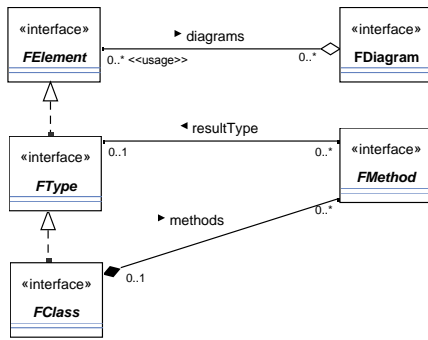 «interface»
FElement
diagrams
0..* <<usage>>
0..*
«interface»
FDiagram
«interface»
FType
resultType
0..1
0..*
«interface»
FMethod
methods
0..*
0..1
«interface»
FClass